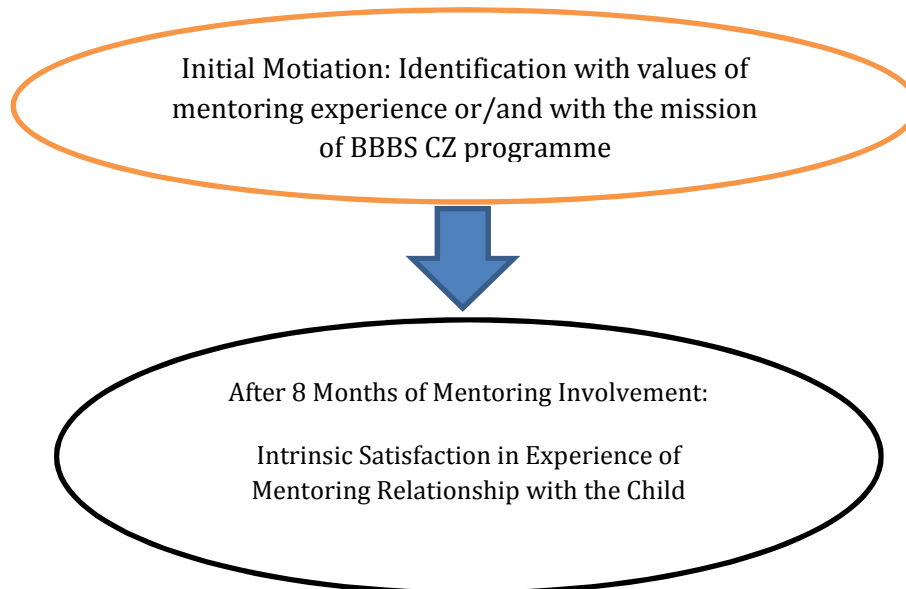 Initial Motiation: Identification with values of
mentoring experience or/and with the mission
of BBBS CZ programme
After 8 Months of Mentoring Involvement:
Intrinsic Satisfaction in Experience of
Mentoring Relationship with the Child